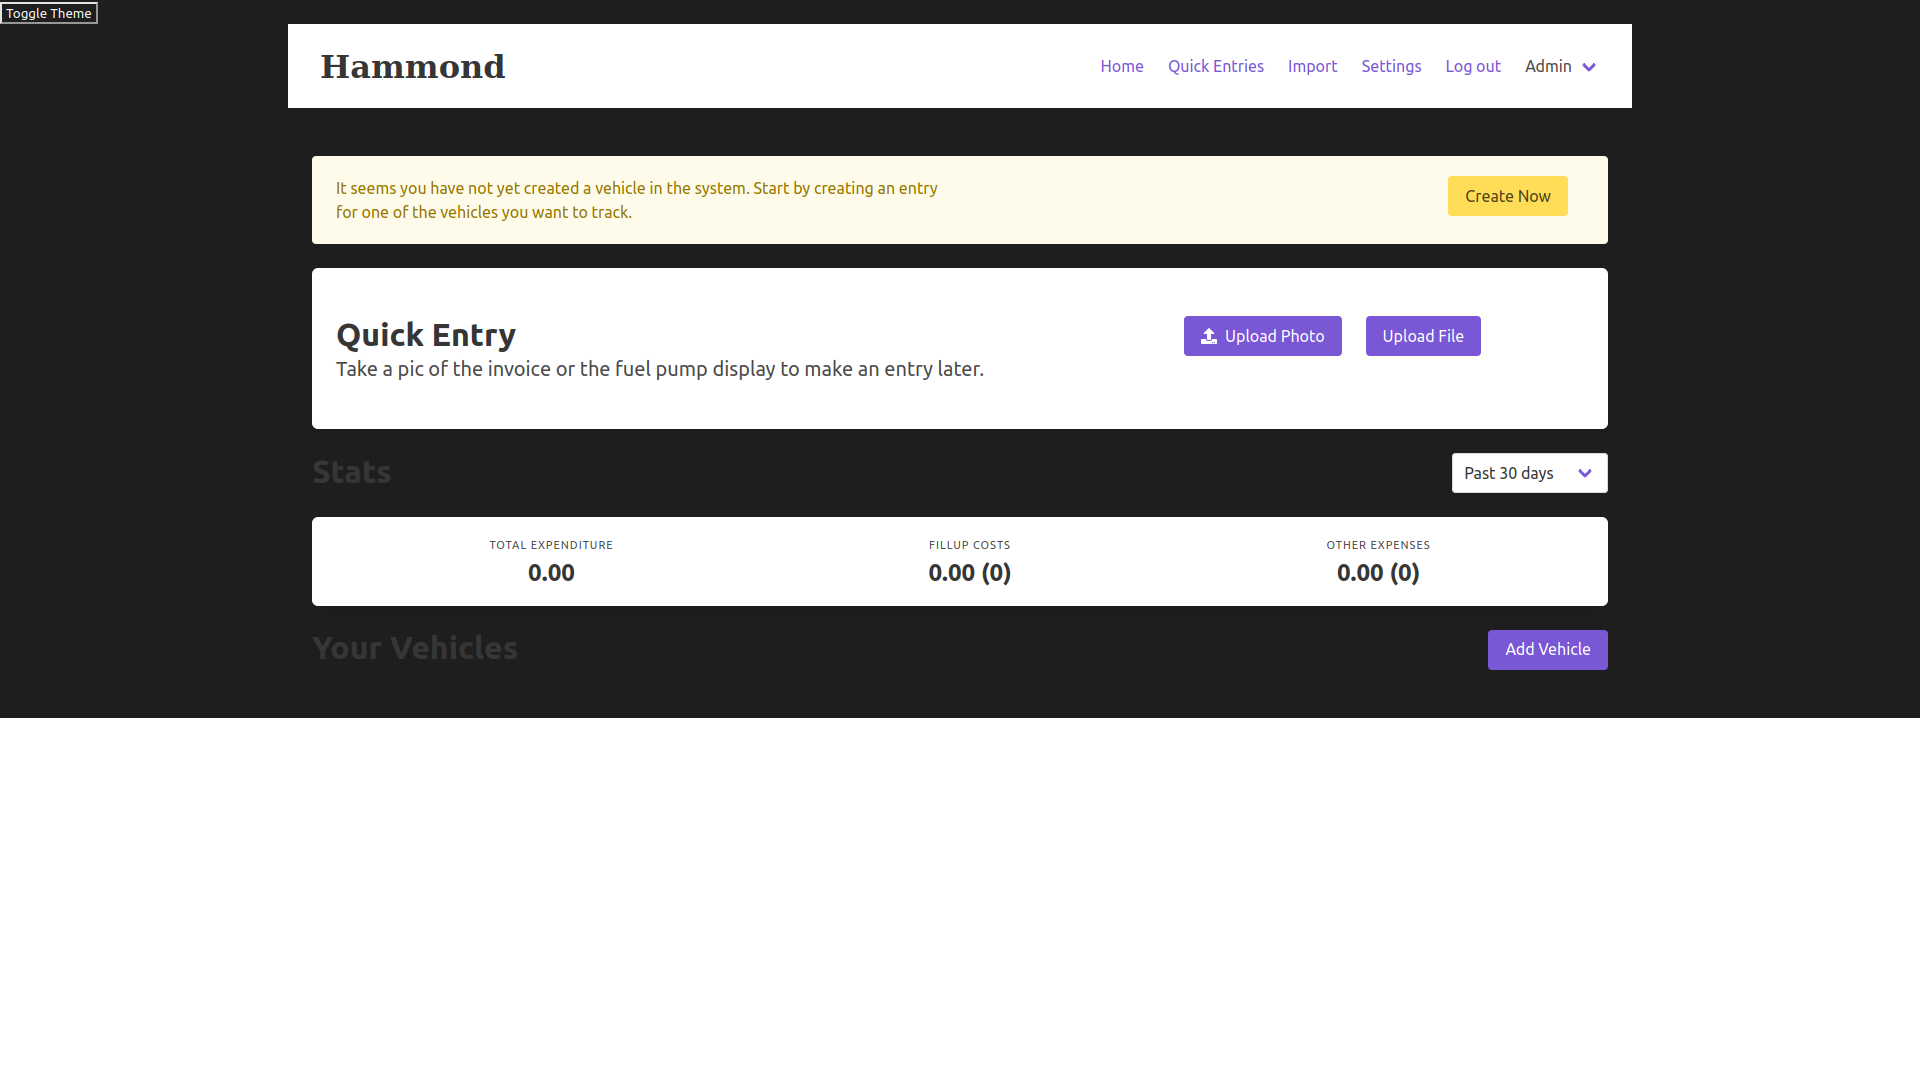 Toggle Theme
Hammond
Home Quick Entries Import Settings Log out Admin
It seems you have not yet created a vehicle in the system. Start by creating an entry
for one of the vehicles you want to track.
Create Now
Quick Entry
Take a pic of the invoice or the fuel pump display to make an entry later.
Upload Photo Upload File
Stats
Past 30 days
TOTAL EXPENDITURE FILLUP COSTS OTHER EXPENSES
0.00 0.00 (0) 0.00 (0)
Your Vehicles
Add Vehicle